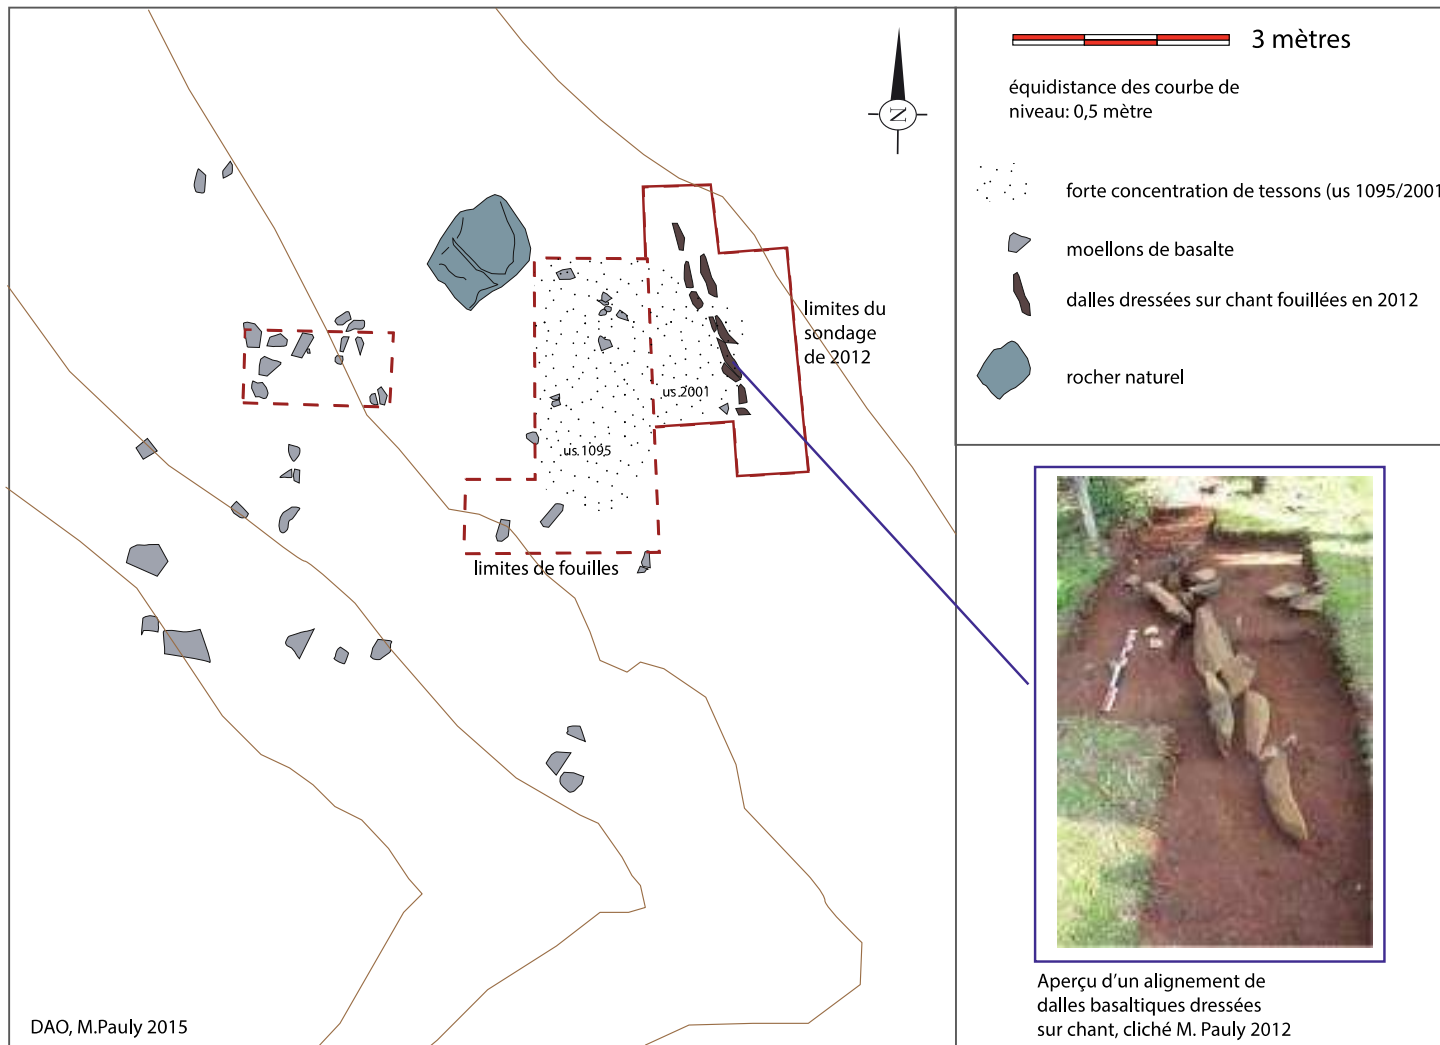 3 mètres
équidistance des courbe de
niveau: 0,5 mètre
N
forte concentration de tessons (us 1095/2001
moellons de basalte
dalles dressées sur chant fouillées en 2012
rocher naturel
limites du
sondage
de 2012
us.2001
us.1095
limites de fouilles
Aperçu d'un alignement de
dalles basaltiques dressées
sur chant, cliché M. Pauly 2012
DAO, M.Pauly 2015